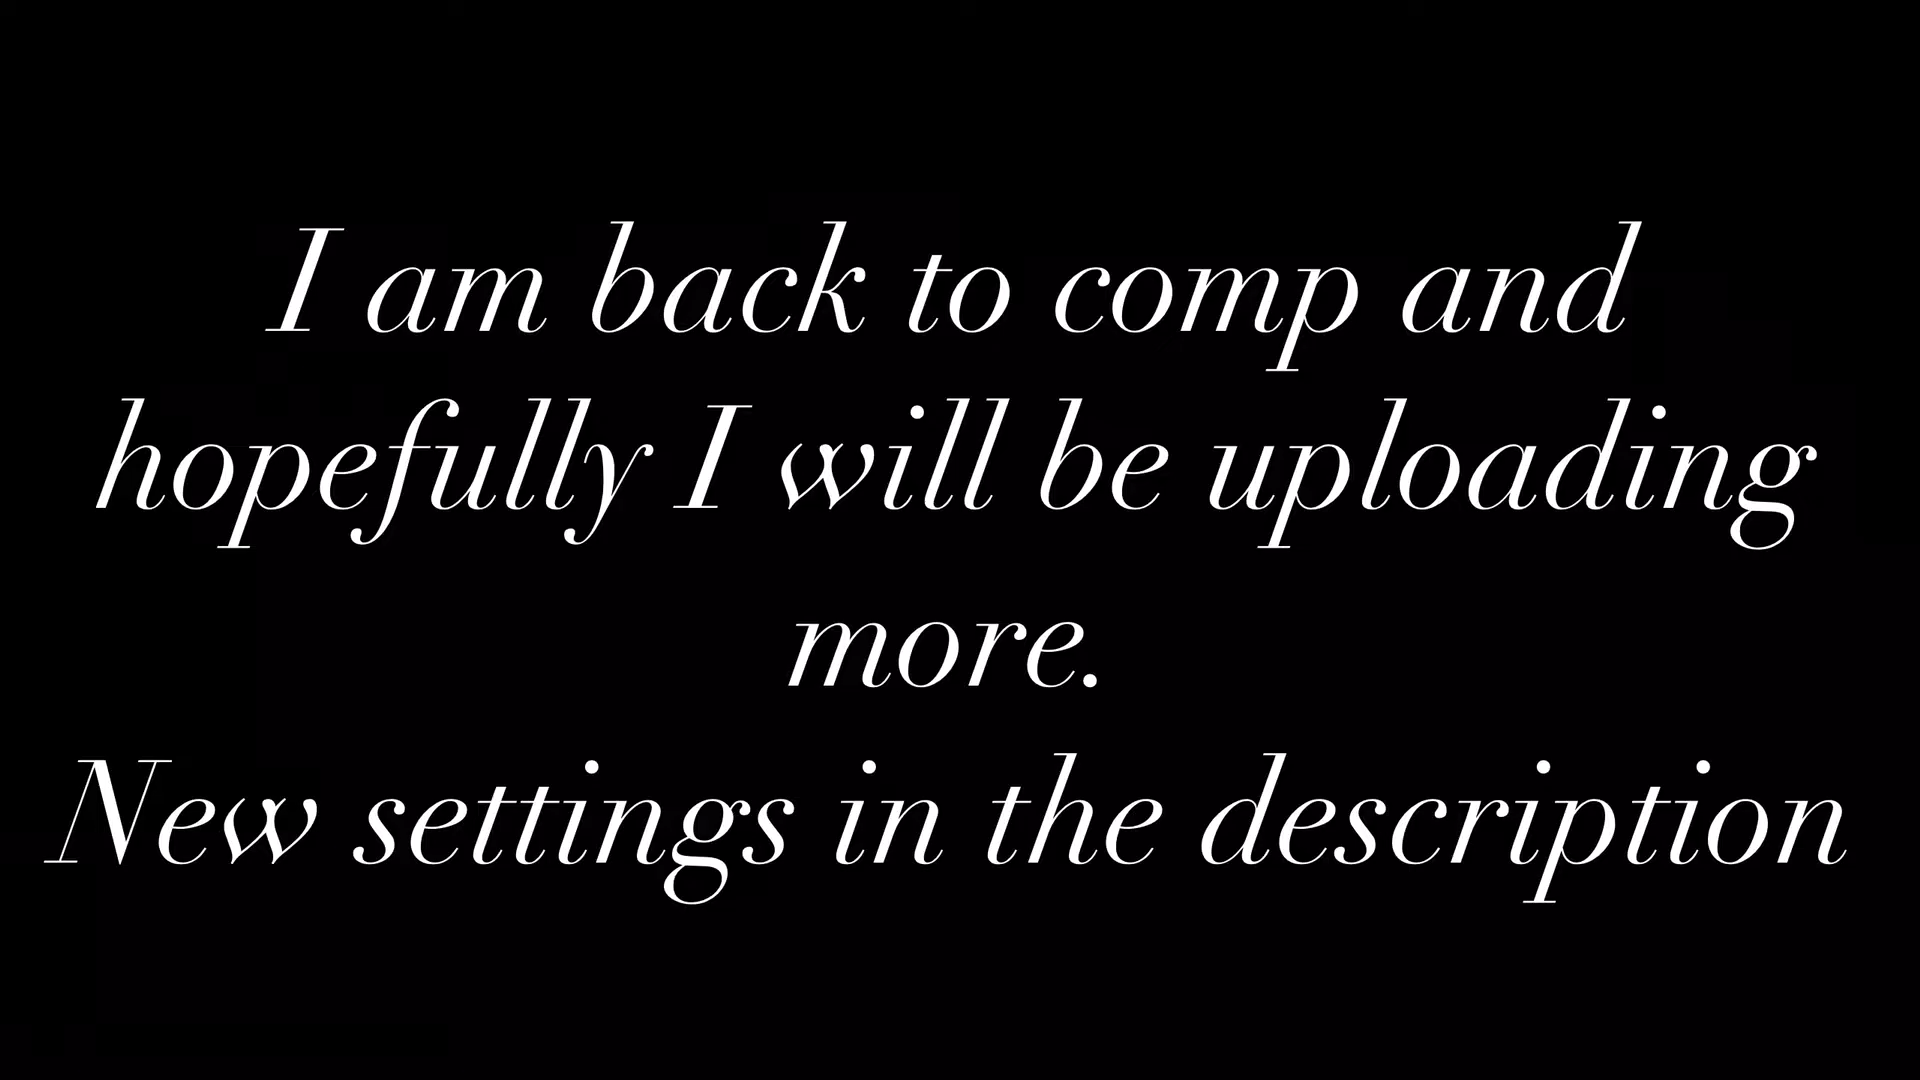 I am back to comp and
hopefully I will be uploading
more.
New settings in the description